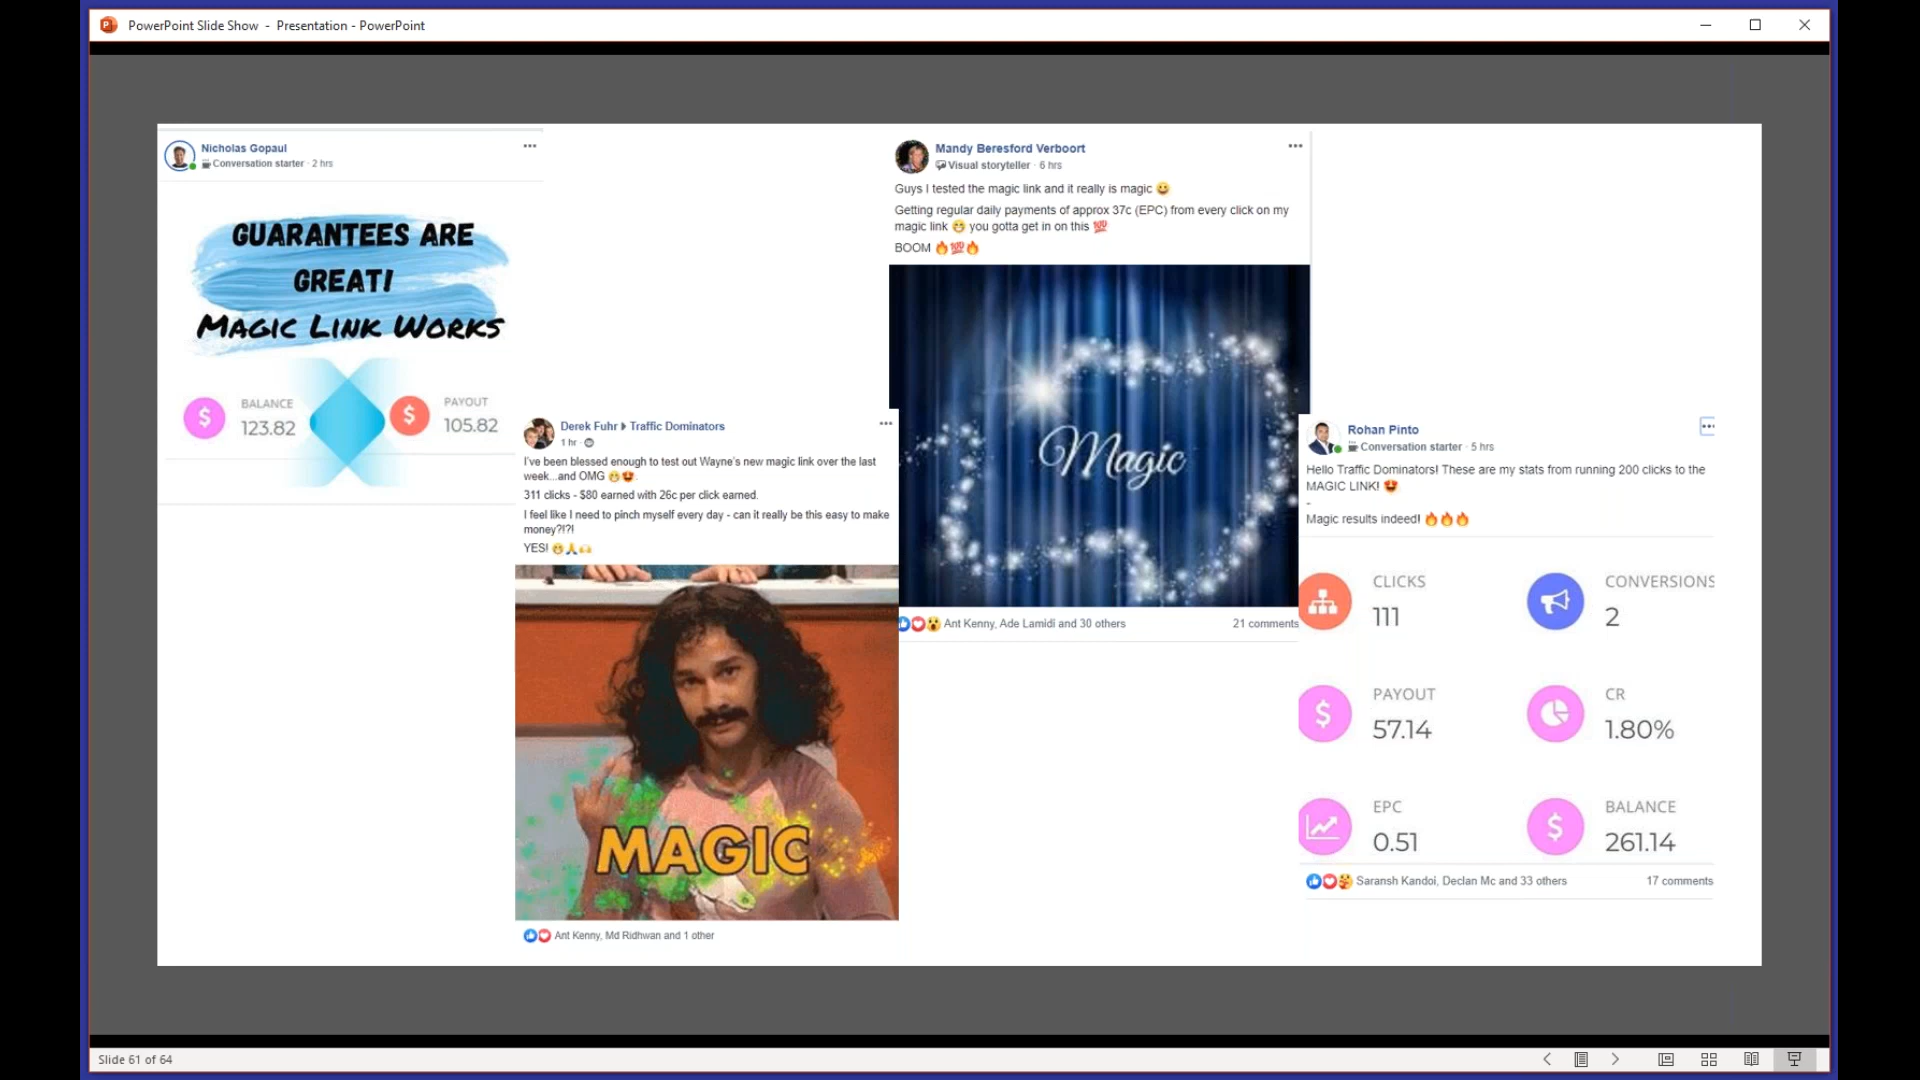 PowerPoint Slide Show - Presentation - PowerPoint
Nicholas Gopaul
Conversation starter · 2 hrs
GUARANTEES ARE
GREAT!
MAGIC LINK WORKS
BALANCE
123.82
PAYOUT
105.82
Derek Fuhr Traffic Dominators
1 hr ·
I've been blessed enough to test out Wayne's new magic link over the last
week...and OMG 😁😍.
311 clicks - $80 earned with 26c per click earned.
I feel like I need to pinch myself every day - can it really be this easy to make
money?!?!
YES! 😁🙏🙌
MAGIC
Ant Kenny, Md Ridhwan and 1 other
Mandy Beresford Verboort
Visual storyteller · 6 hrs
Guys I tested the magic link and it really is magic 😀
Getting regular daily payments of approx 37c (EPC) from every click on my
magic link 😁 you gotta get in on this 💯
BOOM 🔥💯🔥
Magic
Ant Kenny, Ade Lamidi and 30 others
21 comments
Rohan Pinto
Conversation starter · 5 hrs
Hello Traffic Dominators! These are my stats from running 200 clicks to the
MAGIC LINK! 😍
-
Magic results indeed! 🔥🔥🔥
CLICKS
111
CONVERSIONS
2
PAYOUT
57.14
CR
1.80%
EPC
0.51
BALANCE
261.14
Saransh Kandoi, Declan Mc and 33 others
17 comments
Slide 61 of 64